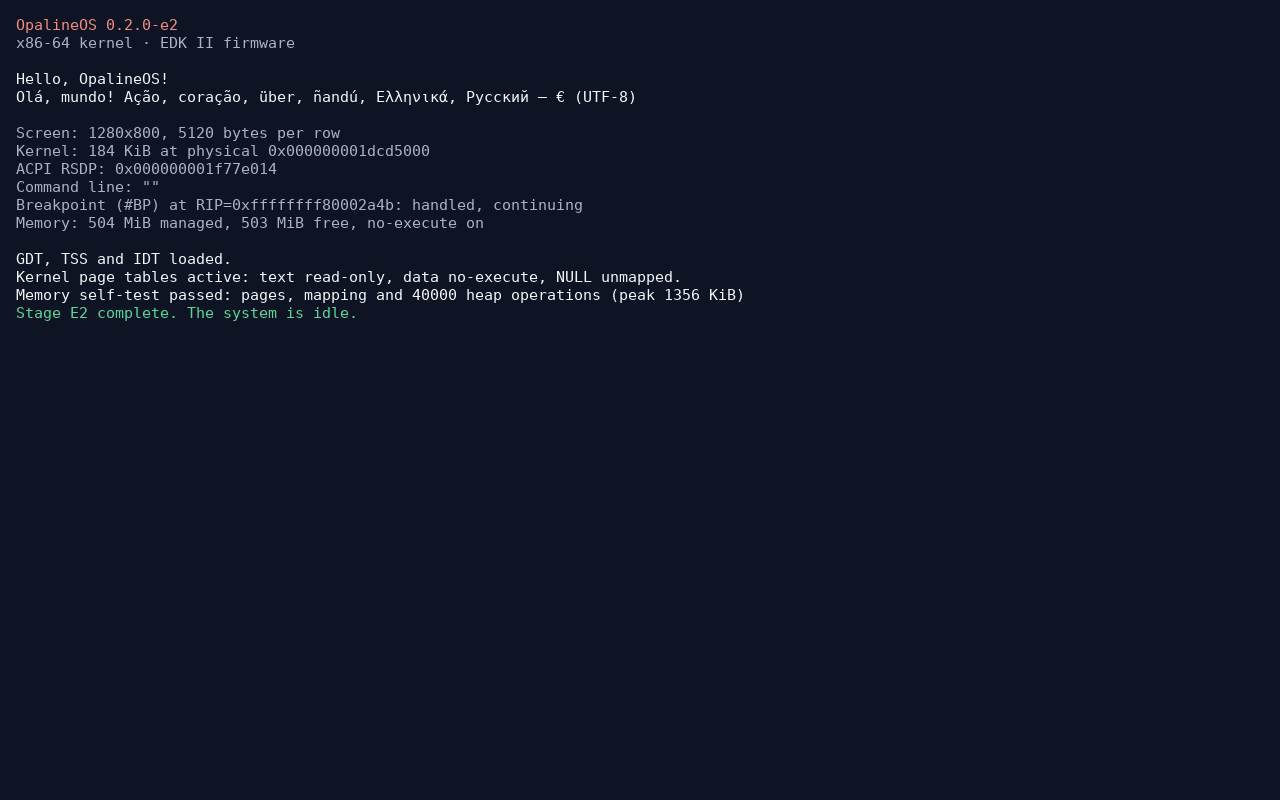 OpalineOS 0.2.0-e2
x86-64 kernel · EDK II firmware
Hello, OpalineOS!
Olá, mundo! Ação, coração, über, ñandú, Ελληνικά, Русский — € (UTF-8)
Screen: 1280x800, 5120 bytes per row
Kernel: 184 KiB at physical 0x000000001dcd5000
ACPI RSDP: 0x000000001f77e014
Command line: ""
Breakpoint (#BP) at RIP=0xffffffff80002a4b: handled, continuing
Memory: 504 MiB managed, 503 MiB free, no-execute on
GDT, TSS and IDT loaded.
Kernel page tables active: text read-only, data no-execute, NULL unmapped.
Memory self-test passed: pages, mapping and 40000 heap operations (peak 1356 KiB)
Stage E2 complete. The system is idle.